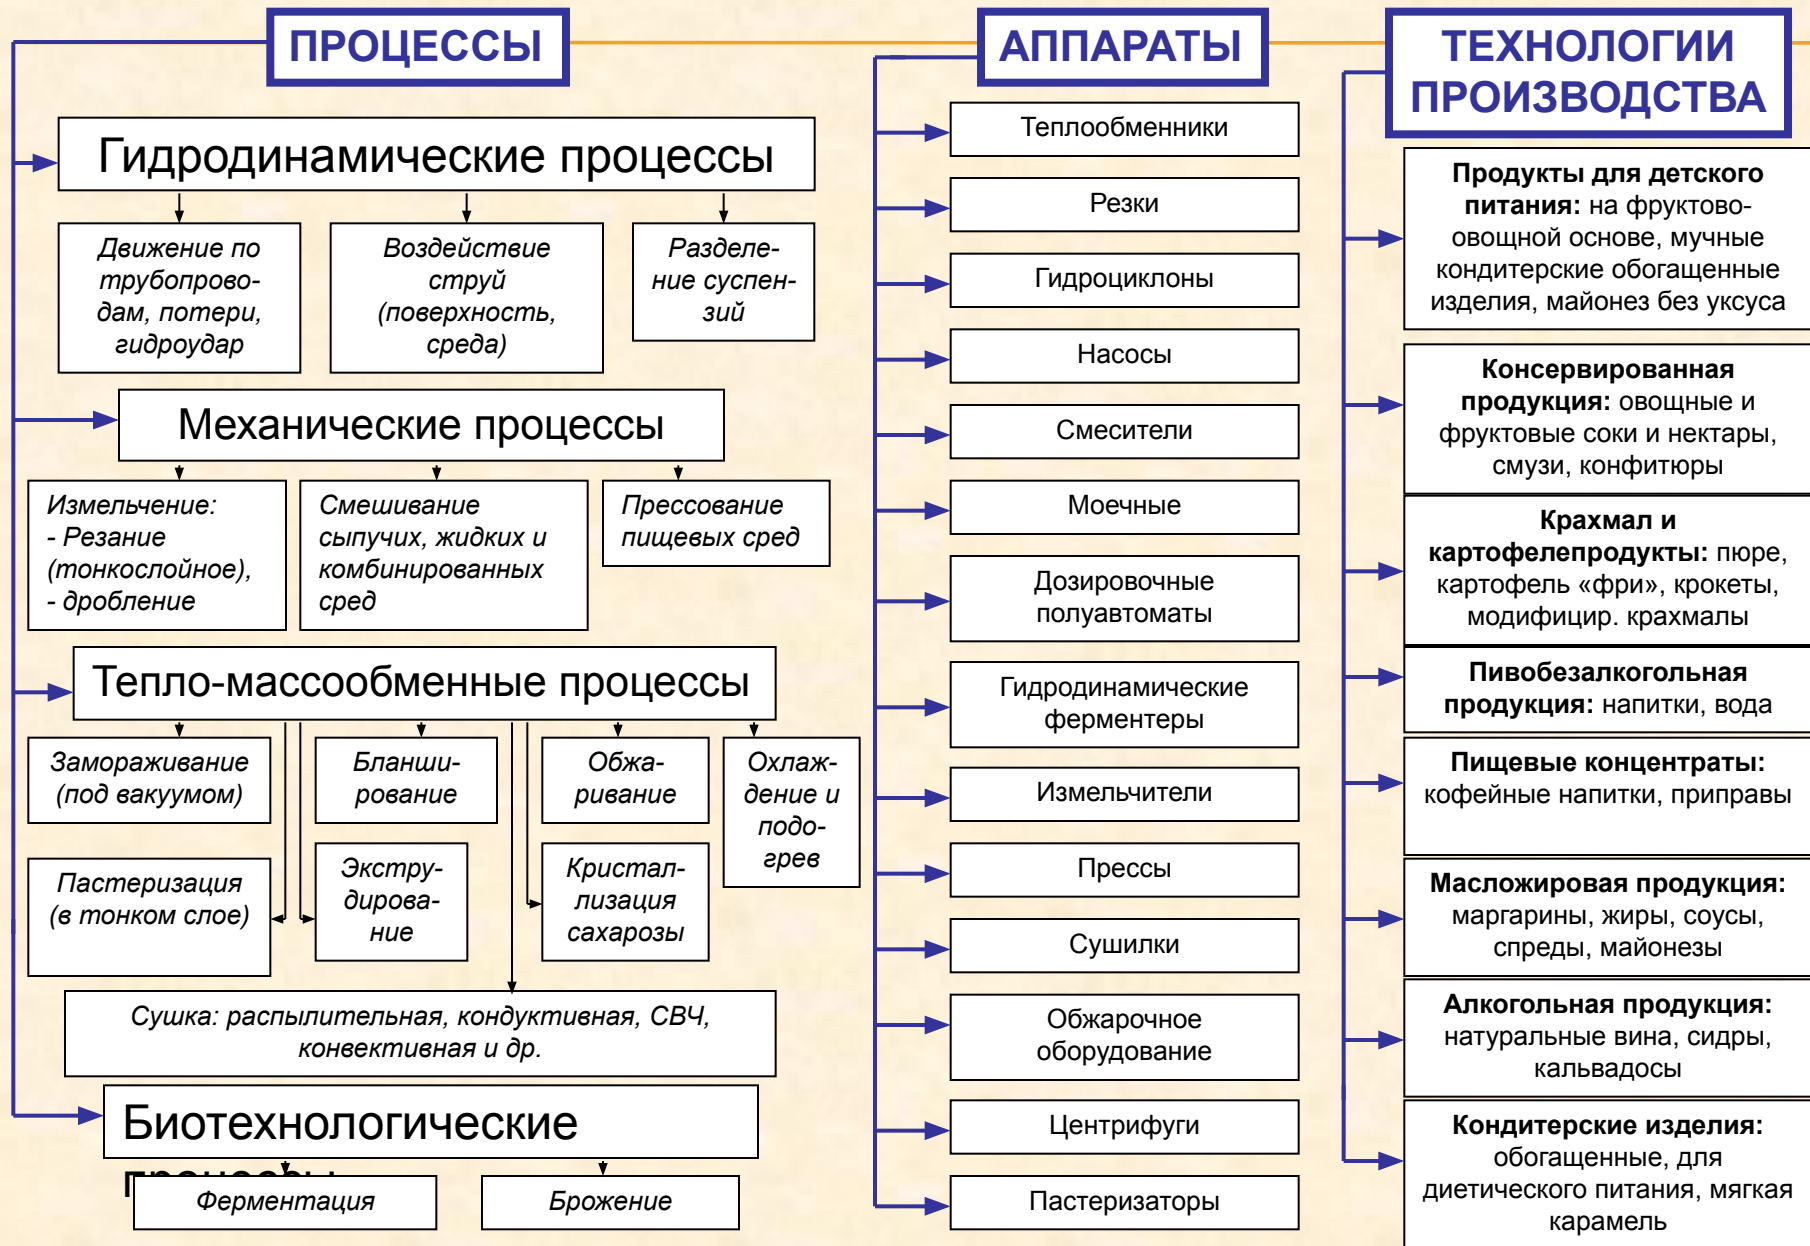 ПРОЦЕССЫ
Гидродинамические процессы
Движение по
трубопрово-
дам, потери,
гидроудар
Воздействие
струй
(поверхность,
среда)
Разделе-
ние суспен-
зий
Механические процессы
Измельчение:
- Резание
(тонкослойное),
- дробление
Смешивание
сыпучих, жидких и
комбинированных
сред
Прессование
пищевых сред
Тепло-массообменные процессы
Замораживание
(под вакуумом)
Бланши-
рование
Обжа-
ривание
Охлаж-
дение и
подо-
грев
Пастеризация
(в тонком слое)
Экстру-
дирова-
ние
Кристал-
лизация
сахарозы
Сушка: распылительная, кондуктивная, СВЧ,
конвективная и др.
Биотехнологические
процессы
Ферментация
Брожение
АППАРАТЫ
Теплообменники
Резки
Гидроциклоны
Насосы
Смесители
Моечные
Дозировочные
полуавтоматы
Гидродинамические
ферментеры
Измельчители
Прессы
Сушилки
Обжарочное
оборудование
Центрифуги
Пастеризаторы
ТЕХНОЛОГИИ
ПРОИЗВОДСТВА
Продукты для детского
питания: на фруктово-
овощной основе, мучные
кондитерские обогащенные
изделия, майонез без уксуса
Консервированная
продукция: овощные и
фруктовые соки и нектары,
смузи, конфитюры
Крахмал и
картофелепродукты: пюре,
картофель «фри», крокеты,
модифицир. крахмалы
Пивобезалкогольная
продукция: напитки, вода
Пищевые концентраты:
кофейные напитки, приправы
Масложировая продукция:
маргарины, жиры, соусы,
спреды, майонезы
Алкогольная продукция:
натуральные вина, сидры,
кальвадосы
Кондитерские изделия:
обогащенные, для
диетического питания, мягкая
карамель